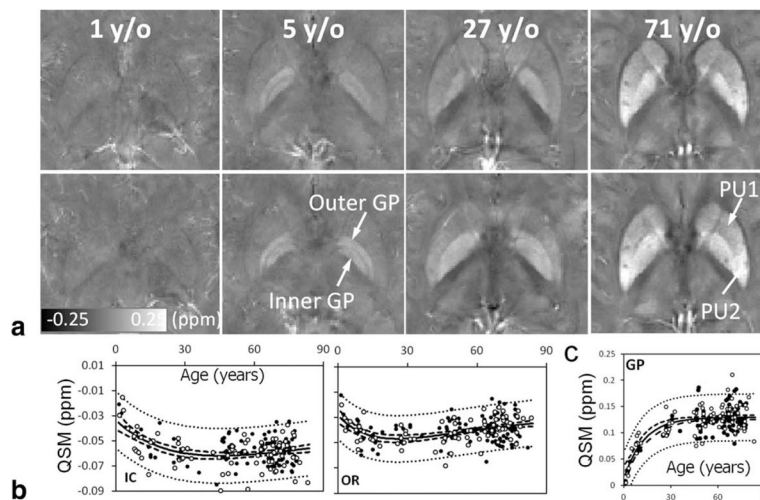 a
1 y/o
5 y/o
27 y/o
71 y/o
Outer GP
Inner GP
PU1
PU2
-0.25
0.25 (ppm)
b
QSM (ppm)
0.01
-0.01
-0.03
-0.05
-0.07
-0.09
0
30
60
90
Age (years)
IC
0
30
60
90
OR
C
QSM (ppm)
0.25
0.2
0.15
0.1
0.05
0
GP
Age (years)
0
30
60